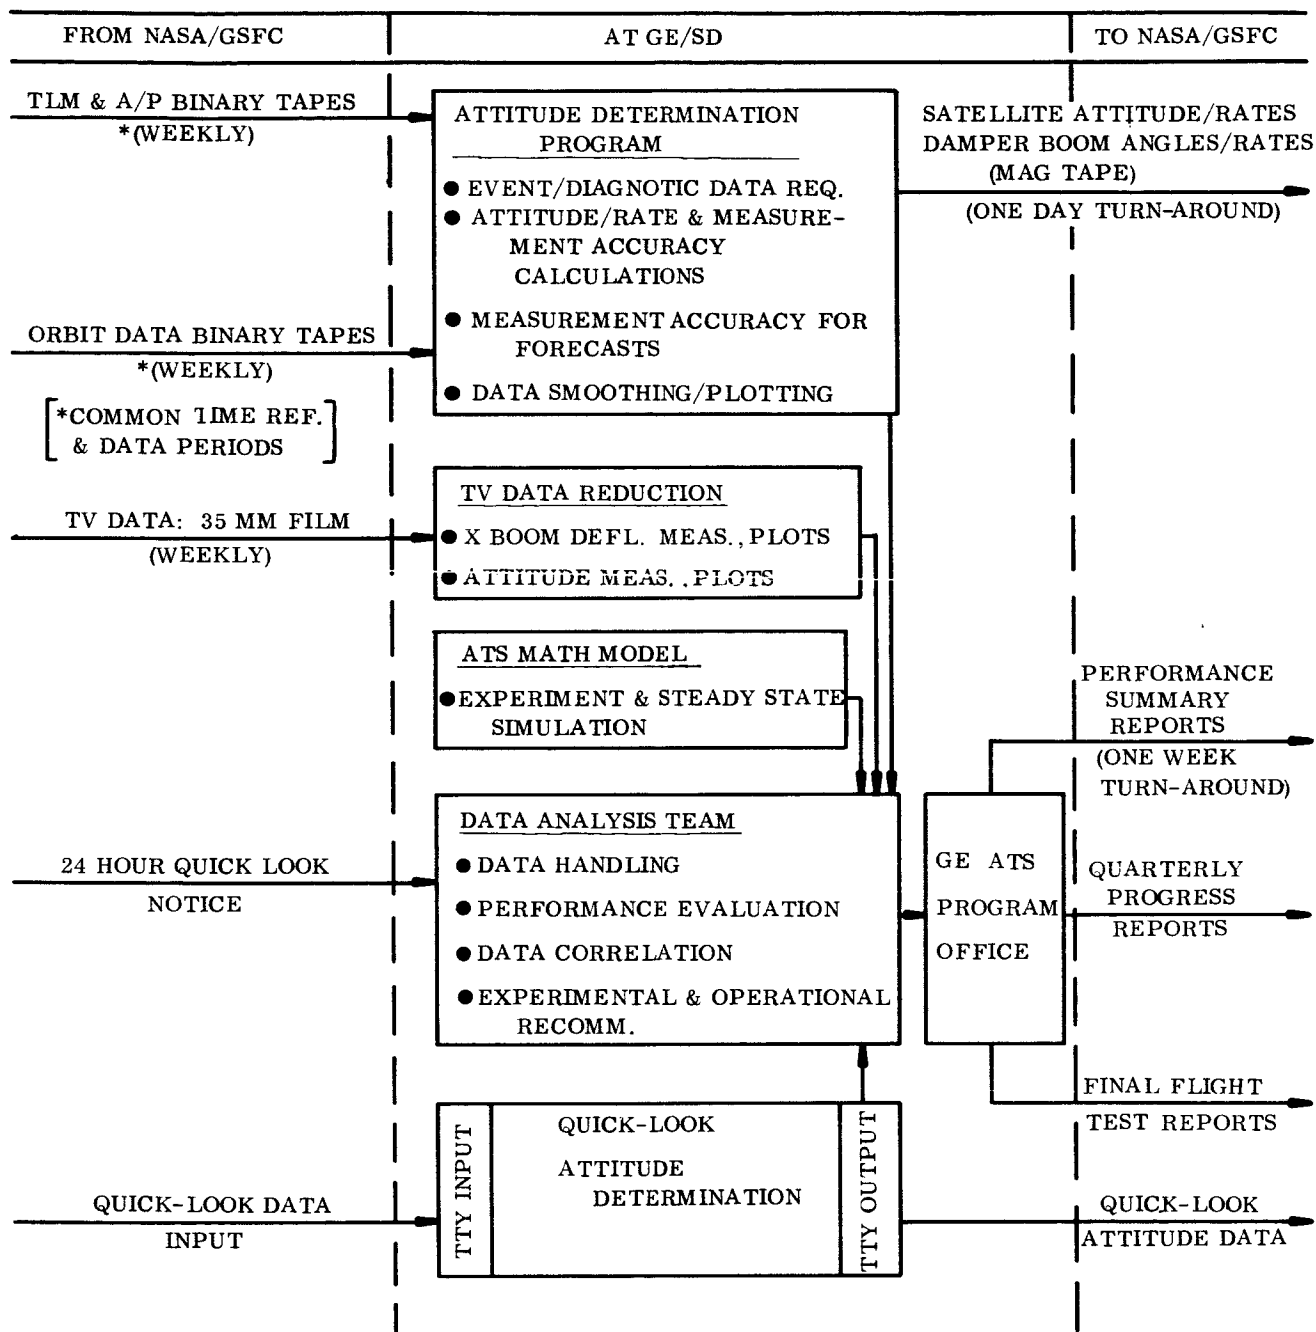 FROM NASA/GSFC
AT GE/SD
TO NASA/GSFC
TLM & A/P BINARY TAPES
*(WEEKLY)
ORBIT DATA BINARY TAPES
*(WEEKLY)
*COMMON TIME REF.
& DATA PERIODS
TV DATA: 35 MM FILM
(WEEKLY)
24 HOUR QUICK LOOK
NOTICE
QUICK-LOOK DATA
INPUT
ATTITUDE DETERMINATION
PROGRAM
● EVENT/DIAGNOTIC DATA REQ.
● ATTITUDE/RATE & MEASURE-
MENT ACCURACY
CALCULATIONS
● MEASUREMENT ACCURACY FOR
FORECASTS
● DATA SMOOTHING/PLOTTING
TV DATA REDUCTION
● X BOOM DEFL. MEAS., PLOTS
● ATTITUDE MEAS., PLOTS
ATS MATH MODEL
● EXPERIMENT & STEADY STATE
SIMULATION
DATA ANALYSIS TEAM
● DATA HANDLING
● PERFORMANCE EVALUATION
● DATA CORRELATION
● EXPERIMENTAL & OPERATIONAL
RECOMM.
TTY INPUT
QUICK-LOOK
ATTITUDE
DETERMINATION
TTY OUTPUT
GE ATS
PROGRAM
OFFICE
SATELLITE ATTITUDE/RATES
DAMPER BOOM ANGLES/RATES
(MAG TAPE)
(ONE DAY TURN-AROUND)
PERFORMANCE
SUMMARY
REPORTS
(ONE WEEK
TURN-AROUND)
QUARTERLY
PROGRESS
REPORTS
FINAL FLIGHT
TEST REPORTS
QUICK-LOOK
ATTITUDE DATA